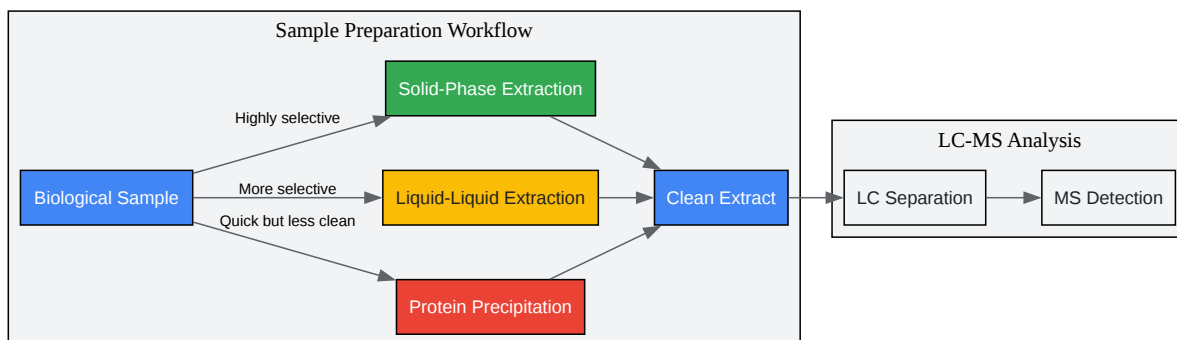 Sample Preparation Workflow
Solid-Phase Extraction
Highly selective
LC-MS Analysis
Biological Sample
More selective
Liquid-Liquid Extraction
Clean Extract
LC Separation
MS Detection
Quick but less clean
Protein Precipitation